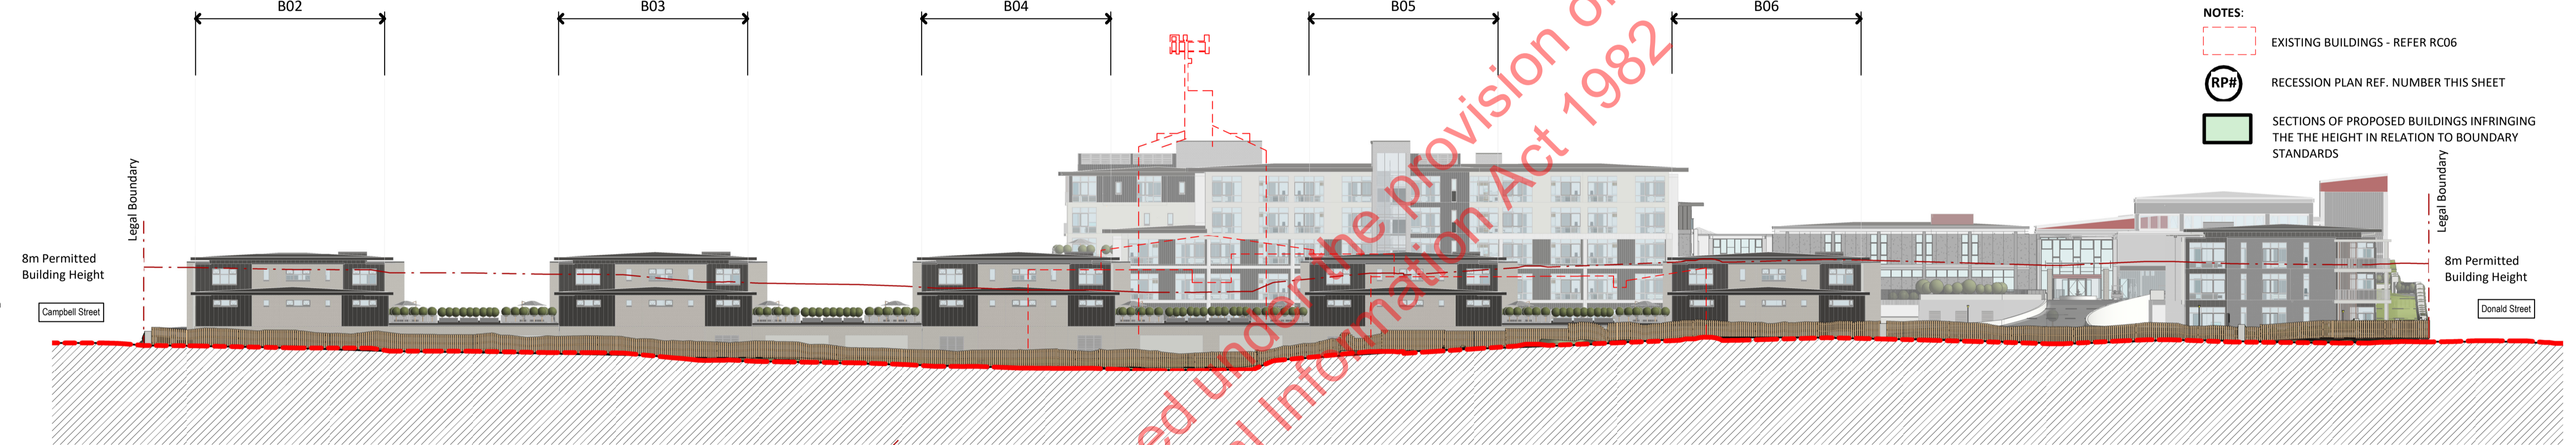 B02
B03
B04
B05
B06
NOTES:
EXISTING BUILDINGS - REFER RC06
RP#
RECESSION PLAN REF. NUMBER THIS SHEET
SECTIONS OF PROPOSED BUILDINGS INFRINGING
THE THE HEIGHT IN RELATION TO BOUNDARY
STANDARDS
Legal Boundary
8m Permitted
Building Height
Campbell Street
Legal Boundary
8m Permitted
Building Height
Donald Street
under the provision
Information Act 1982